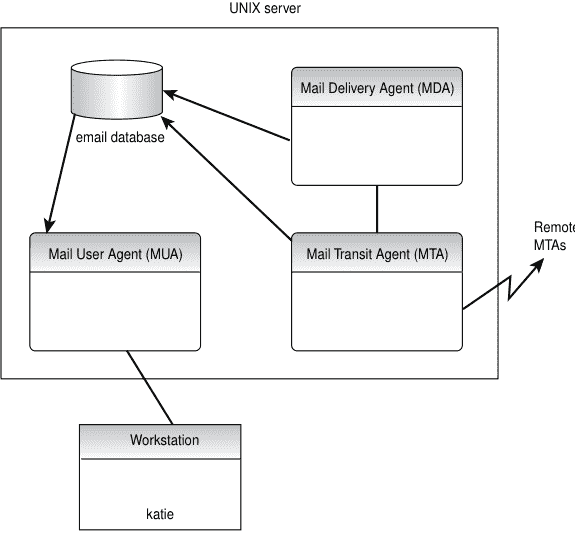 UNIX server
Mail Delivery Agent (MDA)
email database
Remote
MTAs
Mail User Agent (MUA)
Mail Transit Agent (MTA)
Workstation
katie